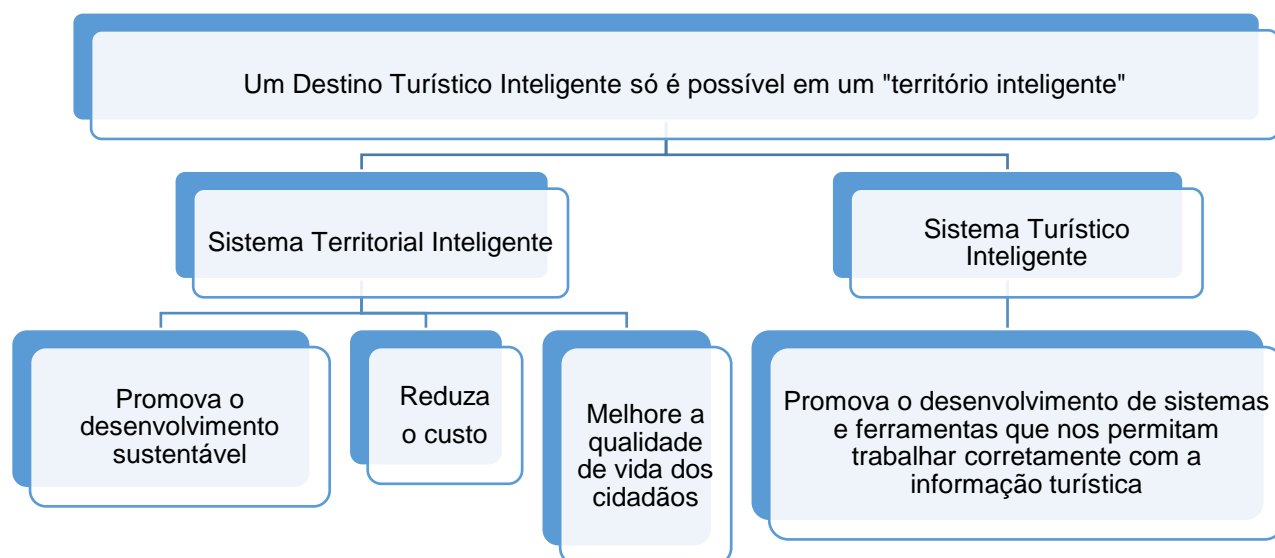 Um Destino Turístico Inteligente só é possível em um "território inteligente"
Sistema Territorial Inteligente
Sistema Turístico
Inteligente
Promova o
desenvolvimento
sustentável
Reduza
o custo
Melhore a
qualidade
de vida dos
cidadãos
Promova o desenvolvimento de sistemas
e ferramentas que nos permitam
trabalhar corretamente com a
informação turística